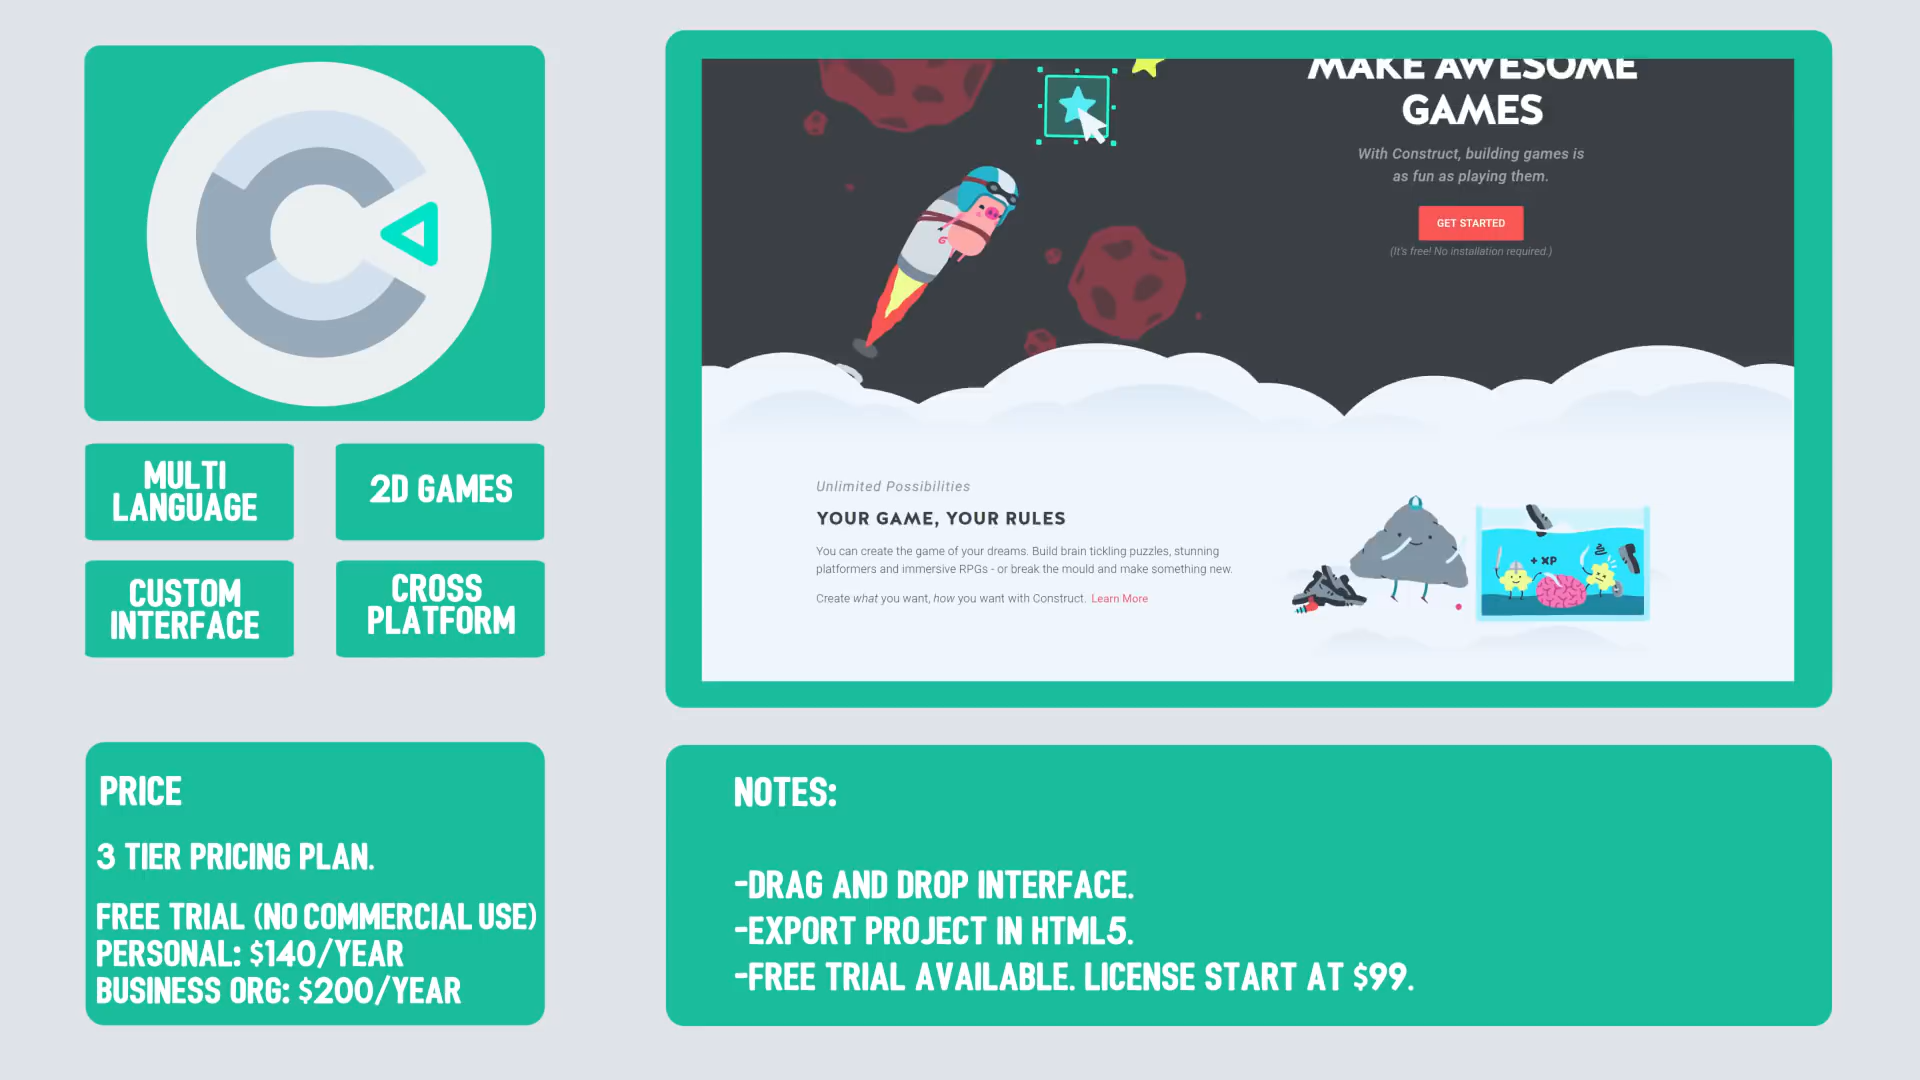 MULTI
LANGUAGE
2D GAMES
CUSTOM
INTERFACE
CROSS
PLATFORM
PRICE
3 TIER PRICING PLAN.
FREE TRIAL (NO COMMERCIAL USE)
PERSONAL: $140/YEAR
BUSINESS ORG: $200/YEAR
MAKE AWESOME
GAMES
With Construct, building games is
as fun as playing them.
GET STARTED
(It's free! No installation required.)
Unlimited Possibilities
YOUR GAME, YOUR RULES
You can create the game of your dreams. Build brain tickling puzzles, stunning
platformers and immersive RPGs - or break the mould and make something new.
Create what you want, how you want with Construct. Learn More
+ XP
NOTES:
-DRAG AND DROP INTERFACE.
-EXPORT PROJECT IN HTML5.
-FREE TRIAL AVAILABLE. LICENSE START AT $99.